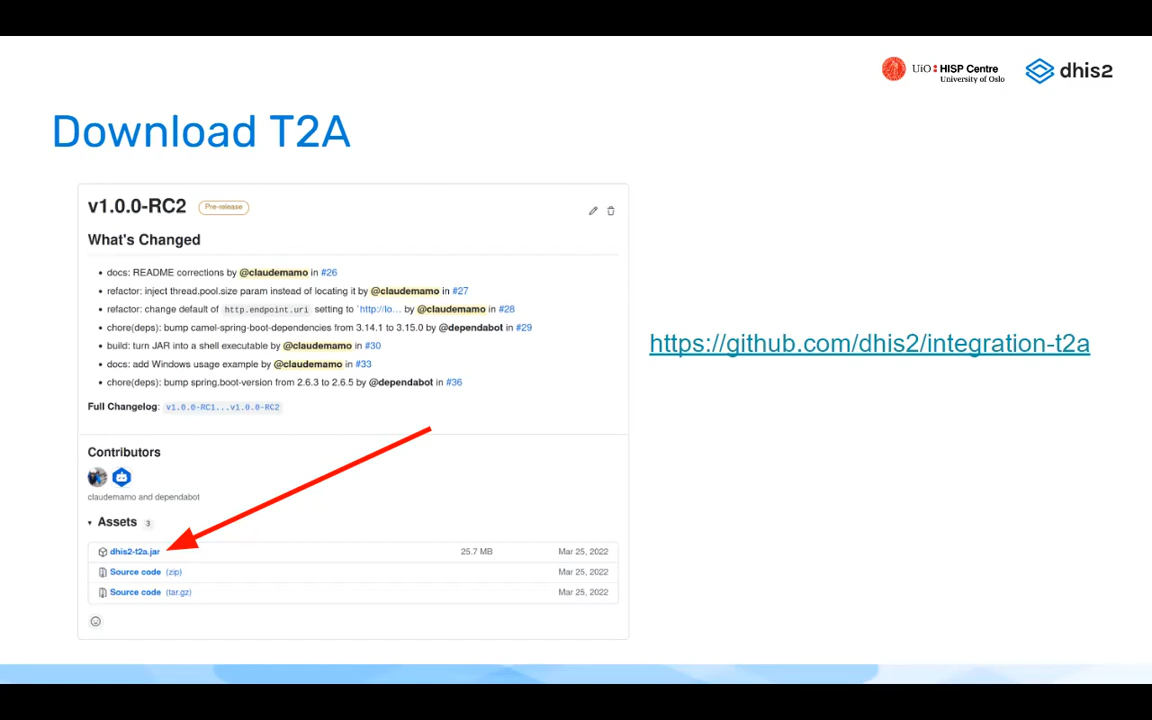 UiO HISP Centre
University of Oslo
dhis2
Download T2A
v1.0.0-RC2 Pre-release
What's Changed
• docs: README corrections by @claudemamo in #26
• refactor: inject thread.pool.size param instead of locating it by @claudemamo in #27
• refactor: change default of http.endpoint.uri setting to `http://lo... by @claudemamo in #28
• chore(deps): bump camel-spring-boot-dependencies from 3.14.1 to 3.15.0 by @dependabot in #29
• build: turn JAR into a shell executable by @claudemamo in #30
• docs: add Windows usage example by @claudemamo in #33
• chore(deps): bump spring.boot-version from 2.6.3 to 2.6.5 by @dependabot in #36
Full Changelog: v1.0.0-RC1...v1.0.0-RC2
https://github.com/dhis2/integration-t2a
Contributors
claudemamo and dependabot
Assets 3
dhis2-t2a.jar 25.7 MB Mar 25, 2022
Source code (zip) Mar 25, 2022
Source code (tar.gz) Mar 25, 2022